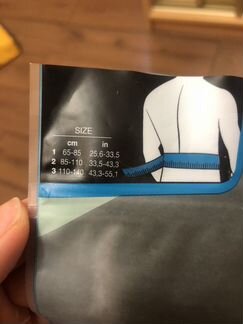 SIZE
cm in
1 65-85 25,6-33,5
2 85-110 33,5-43,3
3 110-140 43,3-55,1